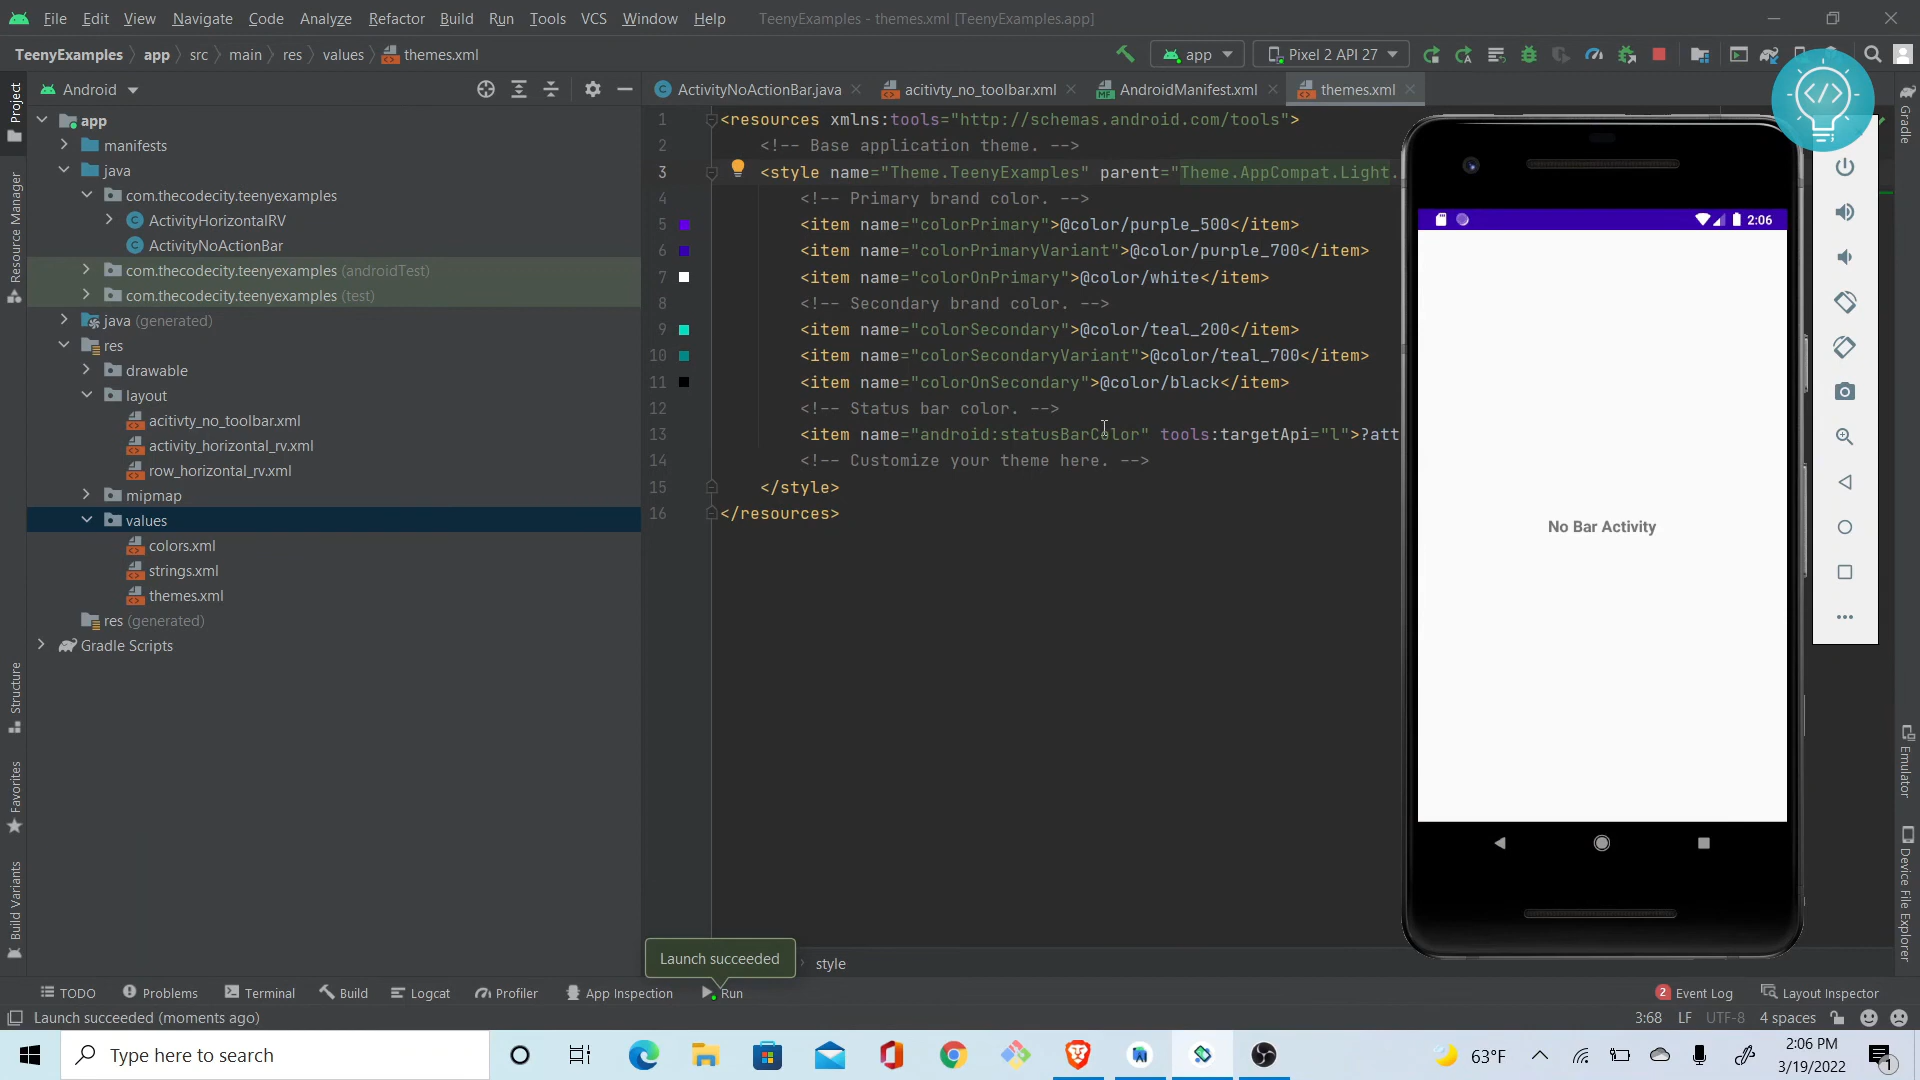 File Edit View Navigate Code Analyze Refactor Build Run Tools VCS Window Help TeenyExamples - themes.xml [TeenyExamples.app]
TeenyExamples app src main res values themes.xml app Pixel 2 API 27
Android ActivityNoActionBar.java acitivty_no_toolbar.xml AndroidManifest.xml themes.xml
Project
Resource Manager
Structure
Favorites
Build Variants
app
manifests
java
com.thecodecity.teenyexamples
ActivityHorizontalRV
ActivityNoActionBar
com.thecodecity.teenyexamples (androidTest)
com.thecodecity.teenyexamples (test)
java (generated)
res
drawable
layout
acitivty_no_toolbar.xml
activity_horizontal_rv.xml
row_horizontal_rv.xml
mipmap
values
colors.xml
strings.xml
themes.xml
res (generated)
Gradle Scripts
1 <resources xmlns:tools="http://schemas.android.com/tools">
2 <!-- Base application theme. -->
3 <style name="Theme.TeenyExamples" parent="Theme.AppCompat.Light.
4 <!-- Primary brand color. -->
5 <item name="colorPrimary">@color/purple_500</item>
6 <item name="colorPrimaryVariant">@color/purple_700</item>
7 <item name="colorOnPrimary">@color/white</item>
8 <!-- Secondary brand color. -->
9 <item name="colorSecondary">@color/teal_200</item>
10 <item name="colorSecondaryVariant">@color/teal_700</item>
11 <item name="colorOnSecondary">@color/black</item>
12 <!-- Status bar color. -->
13 <item name="android:statusBarColor" tools:targetApi="l">?att
14 <!-- Customize your theme here. -->
15 </style>
16 </resources>
</>
2:06
No Bar Activity
Gradle
Emulator
Device File Explorer
Launch succeeded
style
TODO Problems Terminal Build Logcat Profiler App Inspection Run 2 Event Log Layout Inspector
Launch succeeded (moments ago) 3:68 LF UTF-8 4 spaces
Type here to search 63°F 2:06 PM
3/19/2022
1